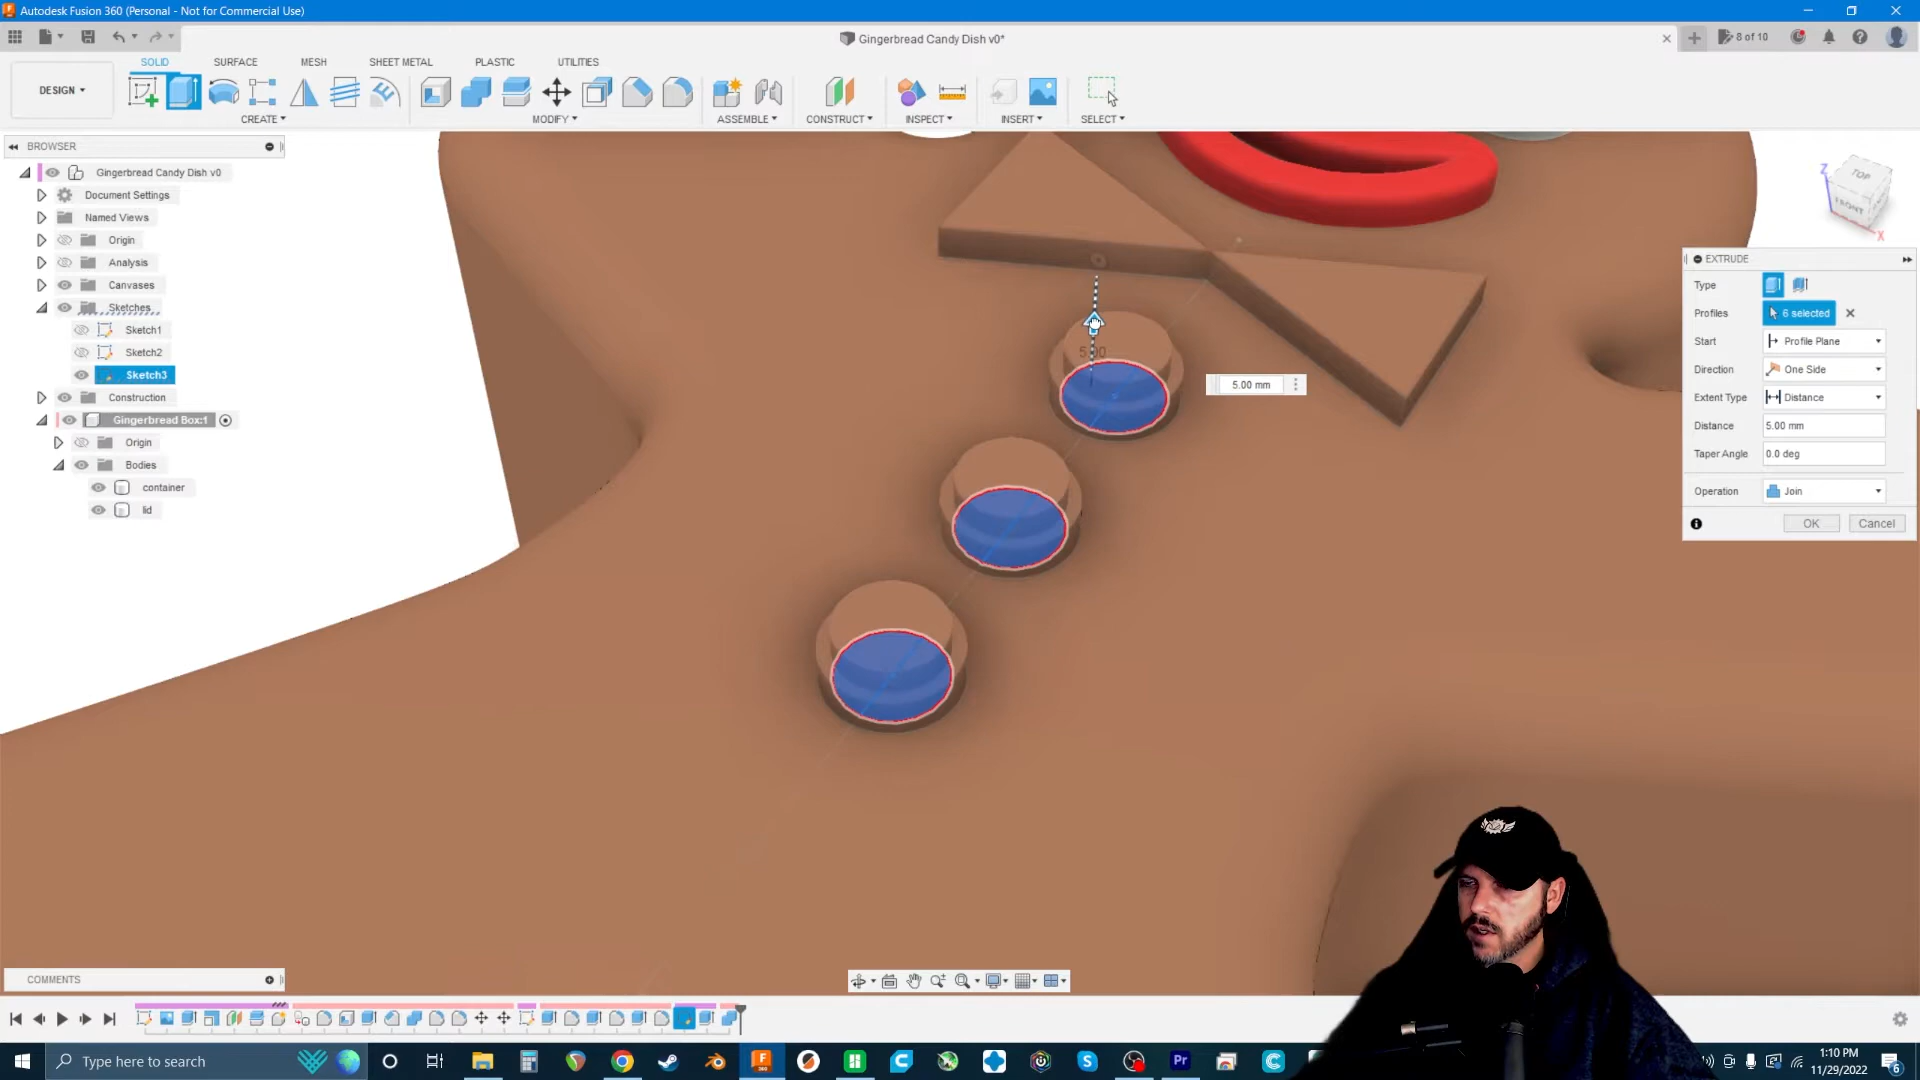 Autodesk Fusion 360 (Personal - Not for Commercial Use)
Gingerbread Candy Dish v0*
8 of 10
DESIGN
SOLID
SURFACE
MESH
SHEET METAL
PLASTIC
UTILITIES
CREATE
MODIFY
ASSEMBLE
CONSTRUCT
INSPECT
INSERT
SELECT
BROWSER
Gingerbread Candy Dish v0
Document Settings
Named Views
Origin
Analysis
Canvases
Sketches
Sketch1
Sketch2
Sketch3
Construction
Gingerbread Box:1
Origin
Bodies
container
lid
TOP
FRONT
Z
X
5.00
5.00 mm
EXTRUDE
Type
Profiles
6 selected
Start
Profile Plane
Direction
One Side
Extent Type
Distance
Distance
5.00 mm
Taper Angle
0.0 deg
Operation
Join
OK
Cancel
COMMENTS
Type here to search
1:10 PM
11/29/2022
6